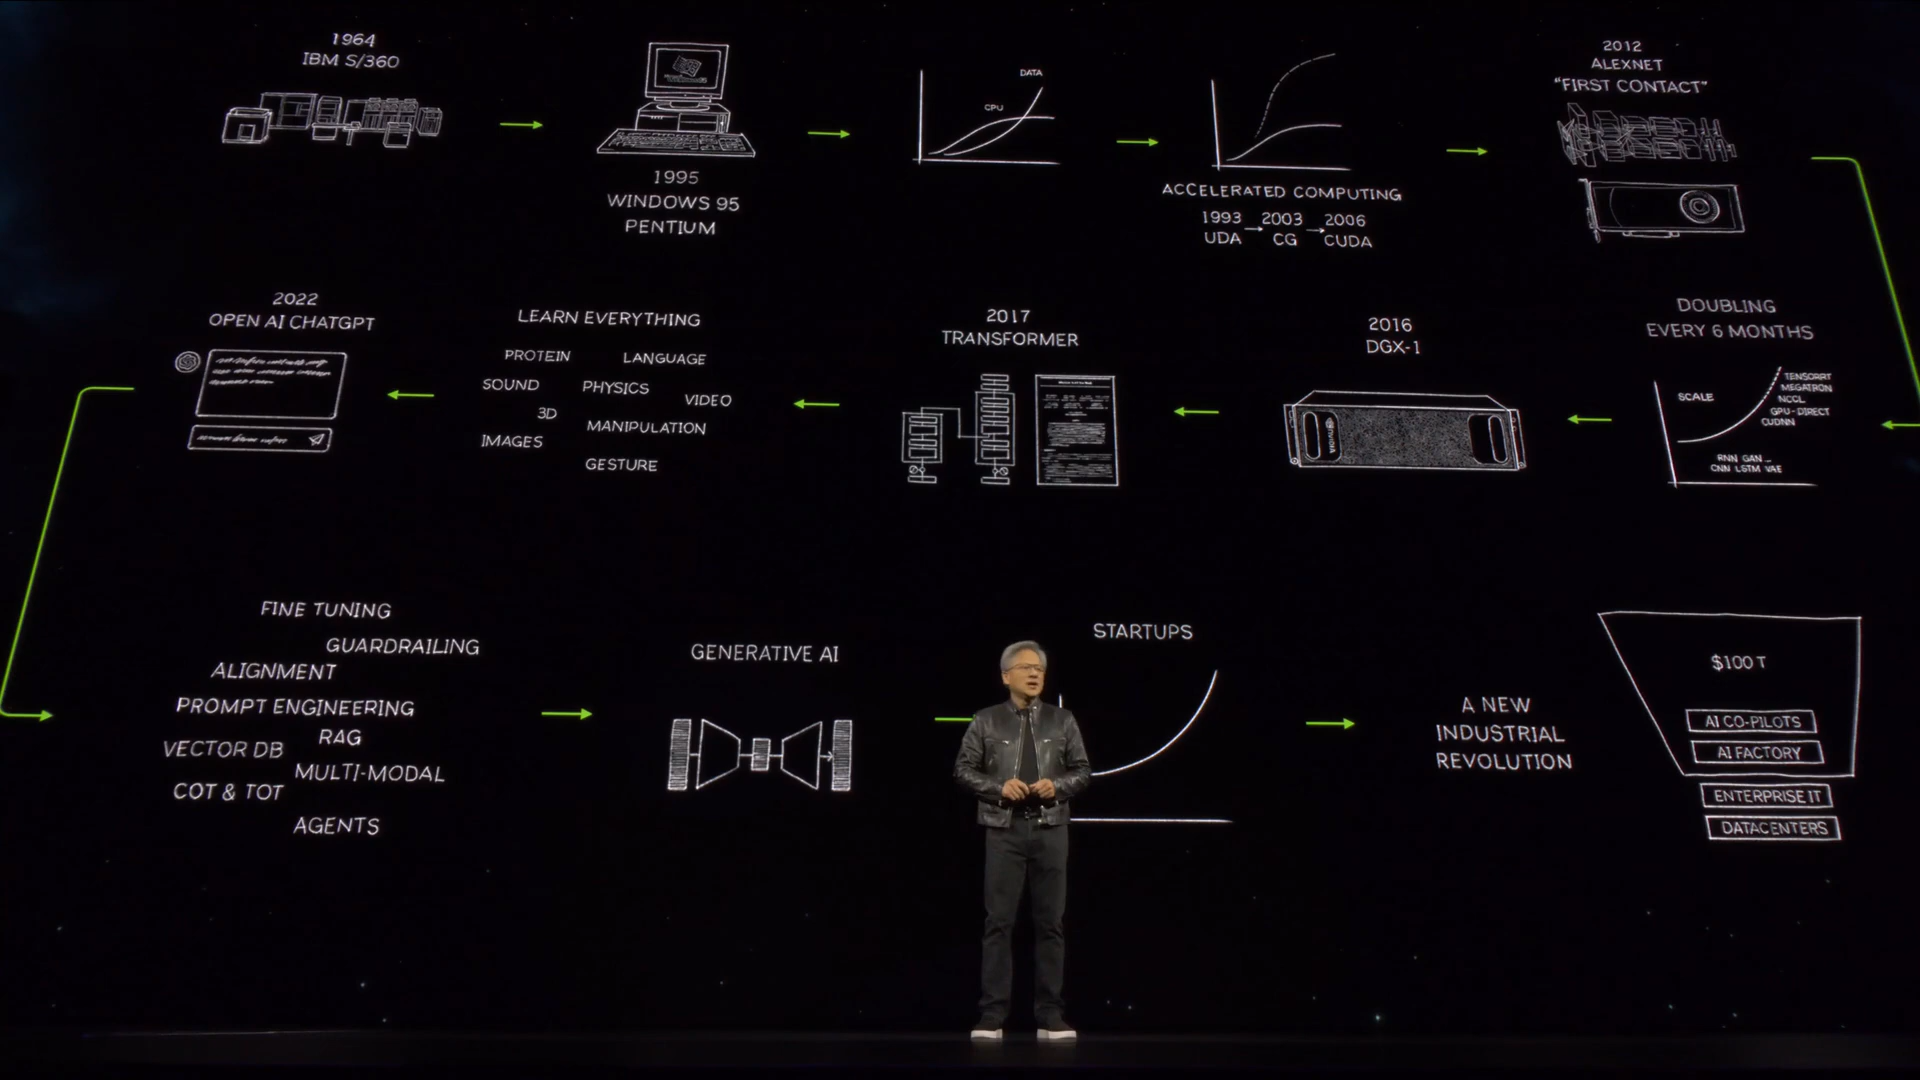 1964
IBM S/360
1995
WINDOWS 95
PENTIUM
DATA
CPU
ACCELERATED COMPUTING
1993 2003 2006
UDA CG CUDA
2012
ALEXNET
"FIRST CONTACT"
DOUBLING
EVERY 6 MONTHS
SCALE
TENSORRT
MEGATRON
NCCL
GPU-DIRECT
CUDNN
RNN GAN ...
CNN LSTM VAE
2016
DGX-1
NVIDIA
2017
TRANSFORMER
LEARN EVERYTHING
PROTEIN LANGUAGE
SOUND PHYSICS VIDEO
3D MANIPULATION
IMAGES
GESTURE
2022
OPEN AI CHATGPT
FINE TUNING
GUARDRAILING
ALIGNMENT
PROMPT ENGINEERING
RAG
VECTOR DB
MULTI-MODAL
COT & TOT
AGENTS
GENERATIVE AI
STARTUPS
A NEW
INDUSTRIAL
REVOLUTION
$100 T
AI CO-PILOTS
AI FACTORY
ENTERPRISE IT
DATACENTERS